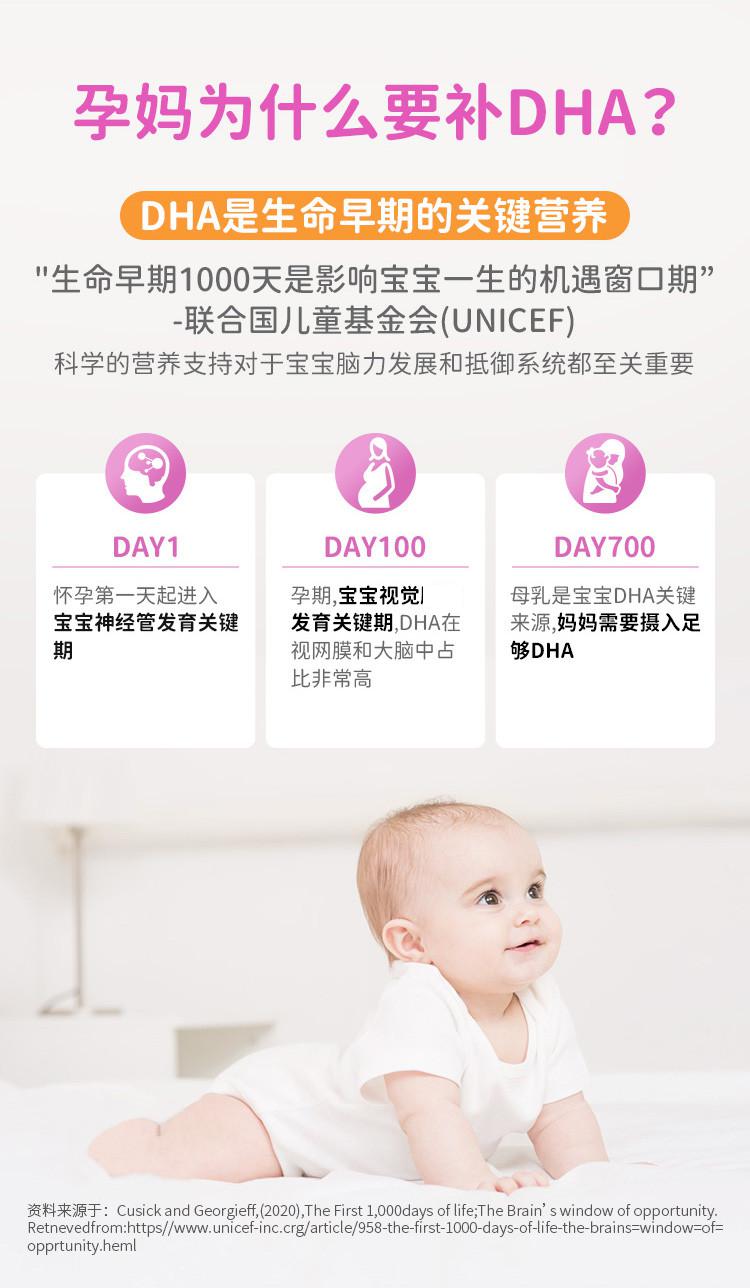 孕妈为什么要补DHA？
DHA是生命早期的关键营养
"生命早期1000天是影响宝宝一生的机遇窗口期”
-联合国儿童基金会(UNICEF)
科学的营养支持对于宝宝脑力发展和抵御系统都至关重要
DAY1
怀孕第一天起进入
宝宝神经管发育关键
期
DAY100
孕期,宝宝视觉
发育关键期,DHA在
视网膜和大脑中占
比非常高
DAY700
母乳是宝宝DHA关键
来源,妈妈需要摄入足
够DHA
资料来源于：Cusick and Georgieff,(2020),The First 1,000days of life;The Brain’s window of opportunity.
Retnevedfrom:https//www.unicef-inc.crg/article/958-the-first-1000-days-of-life-the-brains=window=of=
opprtunity.heml